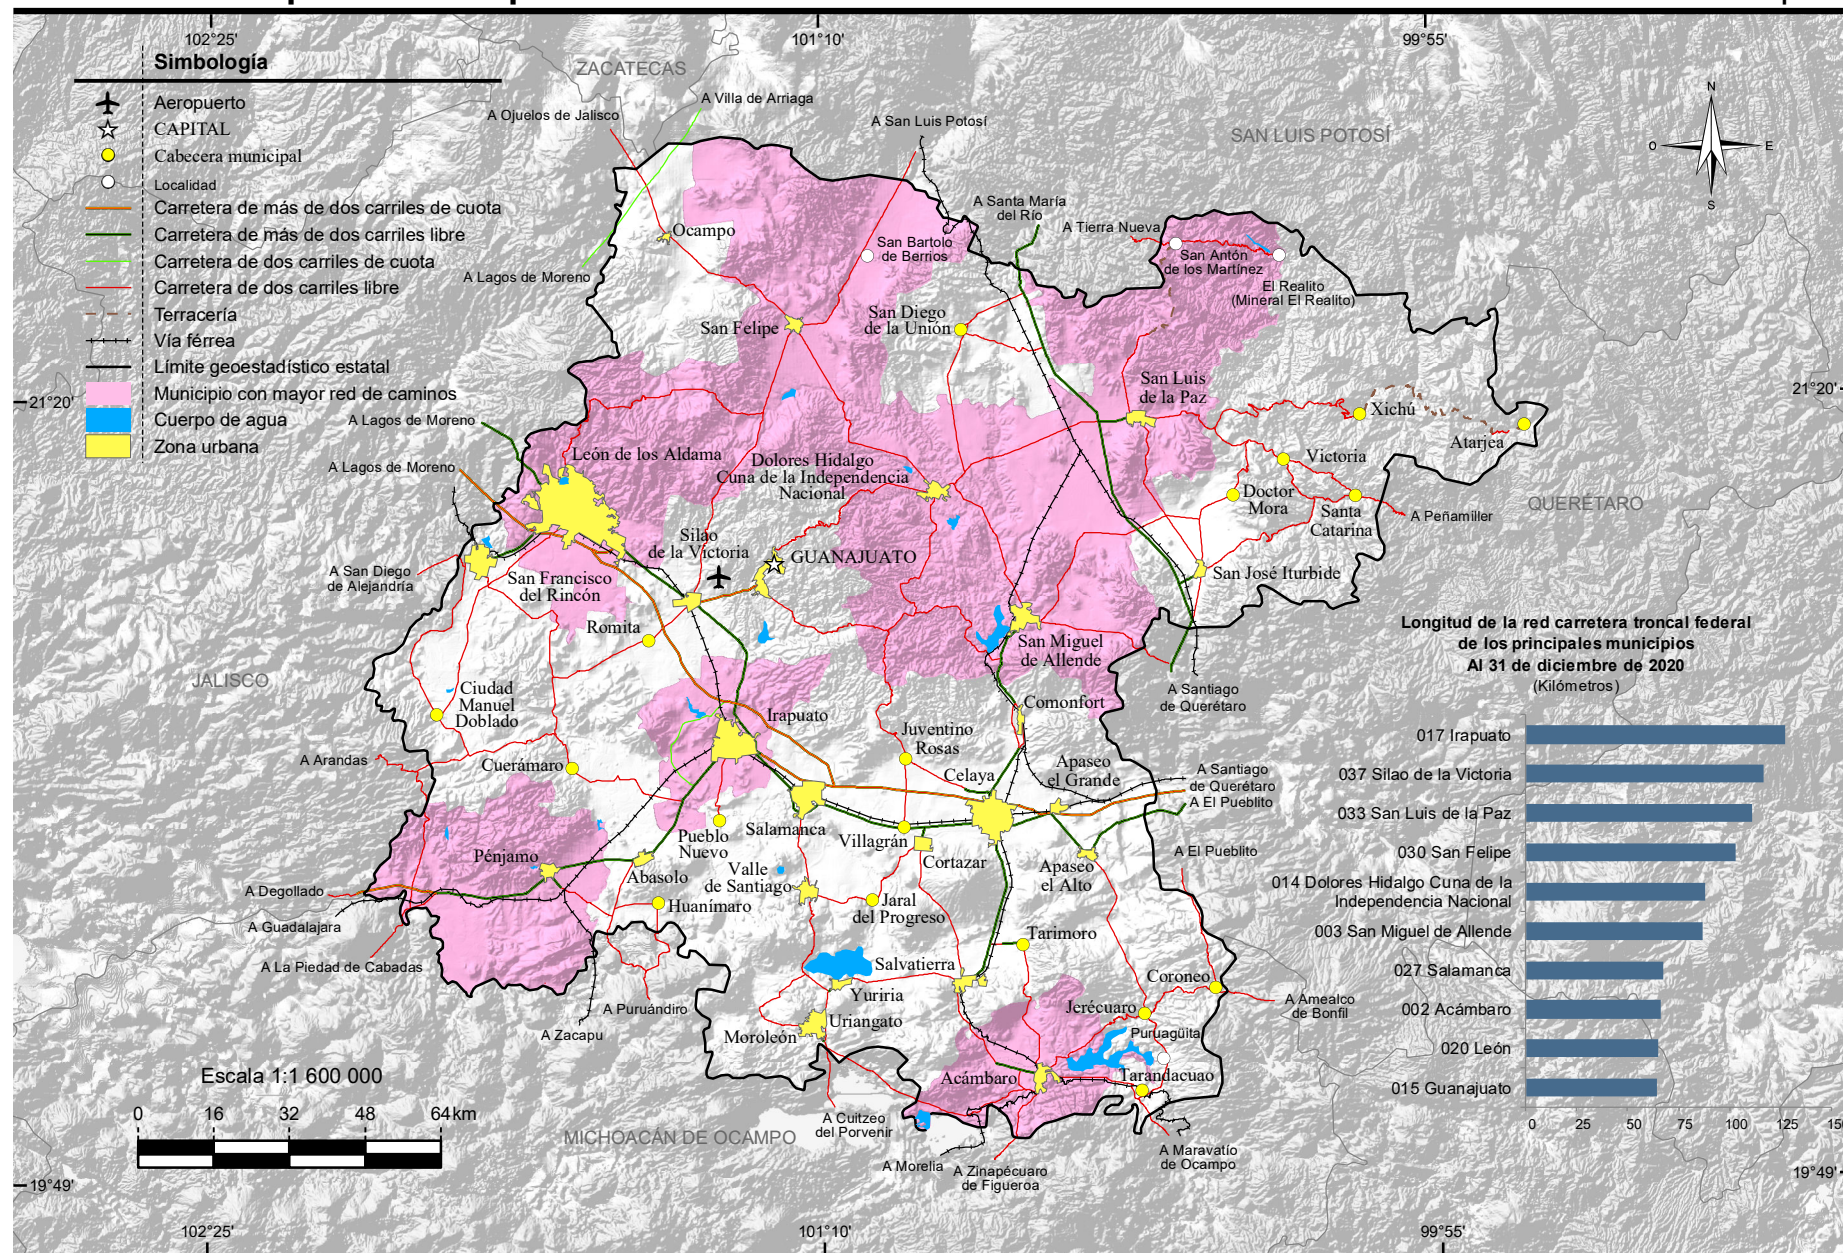 102°25'
101°10'
99°55'
Simbología
Aeropuerto
CAPITAL
Cabecera municipal
Localidad
Carretera de más de dos carriles de cuota
Carretera de más de dos carriles libre
Carretera de dos carriles de cuota
Carretera de dos carriles libre
Terracería
Vía férrea
Límite geoestadístico estatal
Municipio con mayor red de caminos
Cuerpo de agua
Zona urbana
ZACATECAS
A Villa de Arriaga
A Ojuelos de Jalisco
A San Luis Potosí
SAN LUIS POTOSÍ
N
O
E
S
A Santa María
del Río
A Tierra Nueva
Ocampo
San Bartolo
de Berrios
San Antón
de los Martínez
A Lagos de Moreno
El Realito
(Mineral El Realito)
San Felipe
San Diego
de la Unión
San Luis
de la Paz
21°20'
21°20'
Xichú
Atarjea
A Lagos de Moreno
León de los Aldama
Dolores Hidalgo
Cuna de la Independencia
Nacional
Victoria
A Lagos de Moreno
Doctor
Mora
Santa
Catarina
QUERÉTARO
A Peñamiller
Silao
de la Victoria
GUANAJUATO
A San Diego
de Alejandría
San Francisco
del Rincón
San José Iturbide
Romita
San Miguel
de Allende
JALISCO
Ciudad
Manuel
Doblado
A Santiago
de Querétaro
Comonfort
Irapuato
Juventino
Rosas
A Arandas
Cuerámaro
Celaya
Apaseo
el Grande
A Santiago
de Querétaro
A El Pueblito
Pueblo
Nuevo
Salamanca
Villagrán
Cortazar
A El Pueblito
Pénjamo
Abasolo
Valle
de Santiago
Apaseo
el Alto
A Degollado
Huanímaro
Jaral
del Progreso
A Guadalajara
Tarimoro
A La Piedad de Cabadas
Salvatierra
Coroneo
A Puruándiro
Yuriria
Jerécuaro
A Amealco
de Bonfil
A Zacapu
Uriangato
Moroleón
Puruagüita
Acámbaro
Tarandacuao
A Cuitzeo
del Porvenir
MICHOACÁN DE OCAMPO
A Morelia
A Zinapécuaro
de Figueroa
A Maravatío
de Ocampo
Escala 1:1 600 000
0 16 32 48 64 km
Longitud de la red carretera troncal federal
de los principales municipios
Al 31 de diciembre de 2020
(Kilómetros)
017 Irapuato
037 Silao de la Victoria
033 San Luis de la Paz
030 San Felipe
014 Dolores Hidalgo Cuna de la
Independencia Nacional
003 San Miguel de Allende
027 Salamanca
002 Acámbaro
020 León
015 Guanajuato
0 25 50 75 100 125
19°49'
19°49'
102°25'
101°10'
99°55'